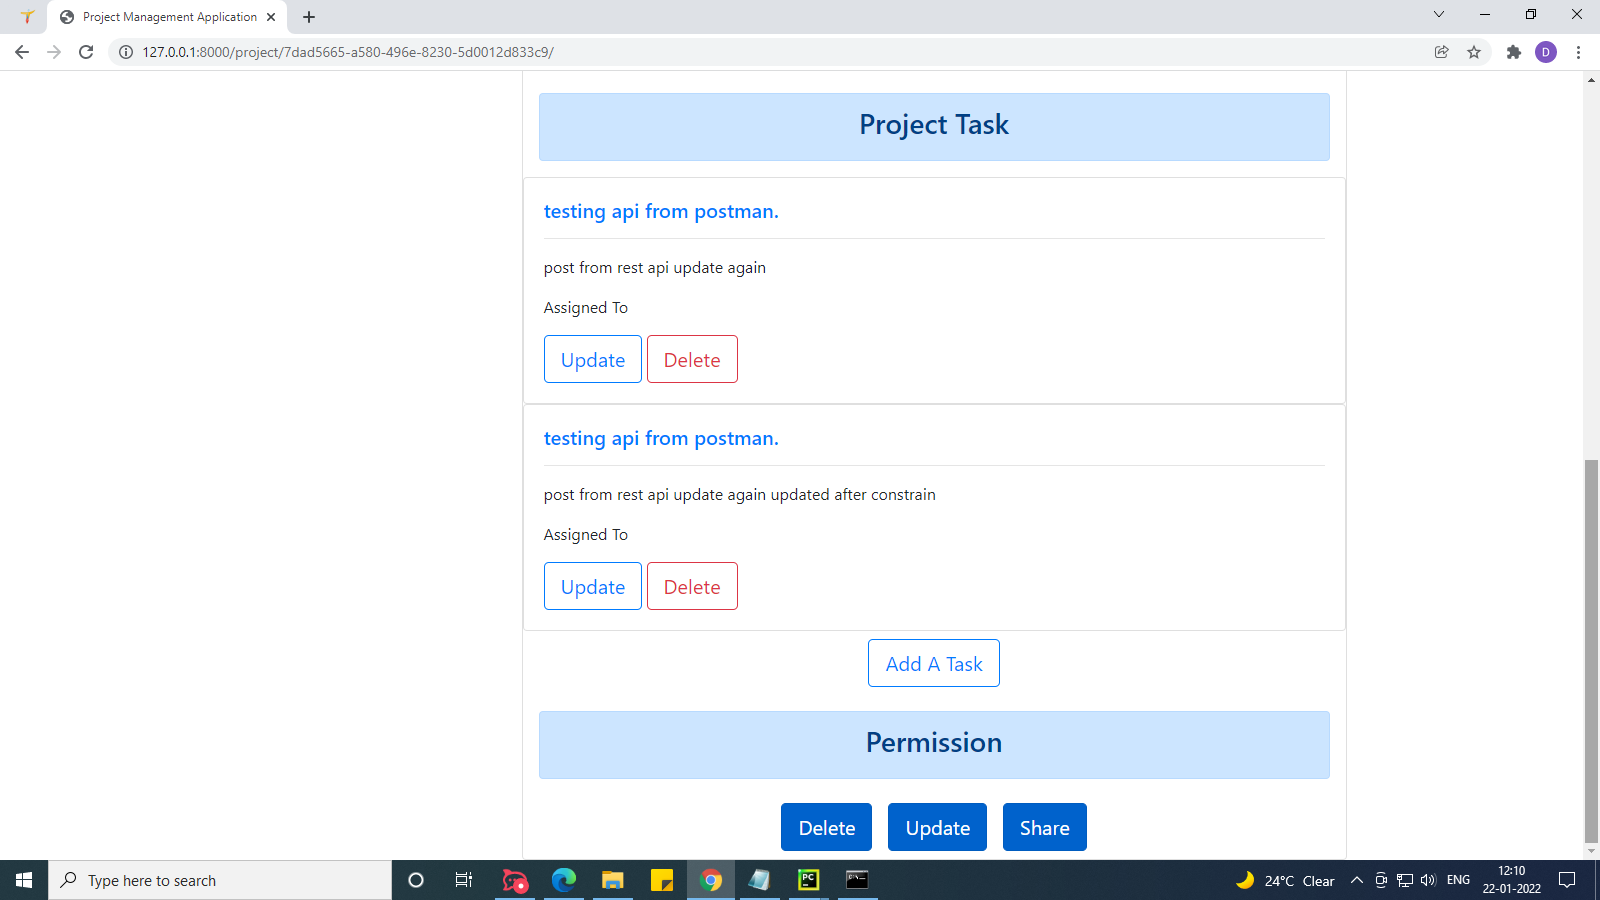 Project Management Application
127.0.0.1:8000/project/7dad5665-a580-496e-8230-5d0012d833c9/
D
Project Task
testing api from postman.
post from rest api update again
Assigned To
Update Delete
testing api from postman.
post from rest api update again updated after constrain
Assigned To
Update Delete
Add A Task
Permission
Delete Update Share
Type here to search
PC
24°C Clear
ENG
12:10
22-01-2022